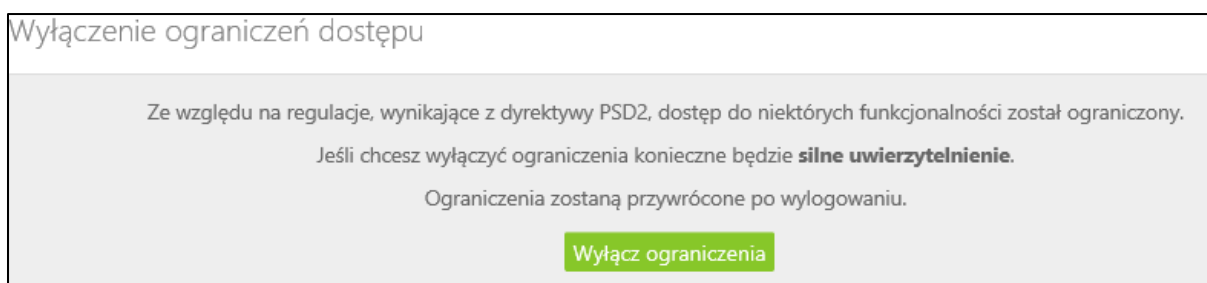 Wyłączenie ograniczeń dostępu
Ze względu na regulacje, wynikające z dyrektywy PSD2, dostęp do niektórych funkcjonalności został ograniczony.
Jeśli chcesz wyłączyć ograniczenia konieczne będzie silne uwierzytelnienie.
Ograniczenia zostaną przywrócone po wylogowaniu.
Wyłącz ograniczenia